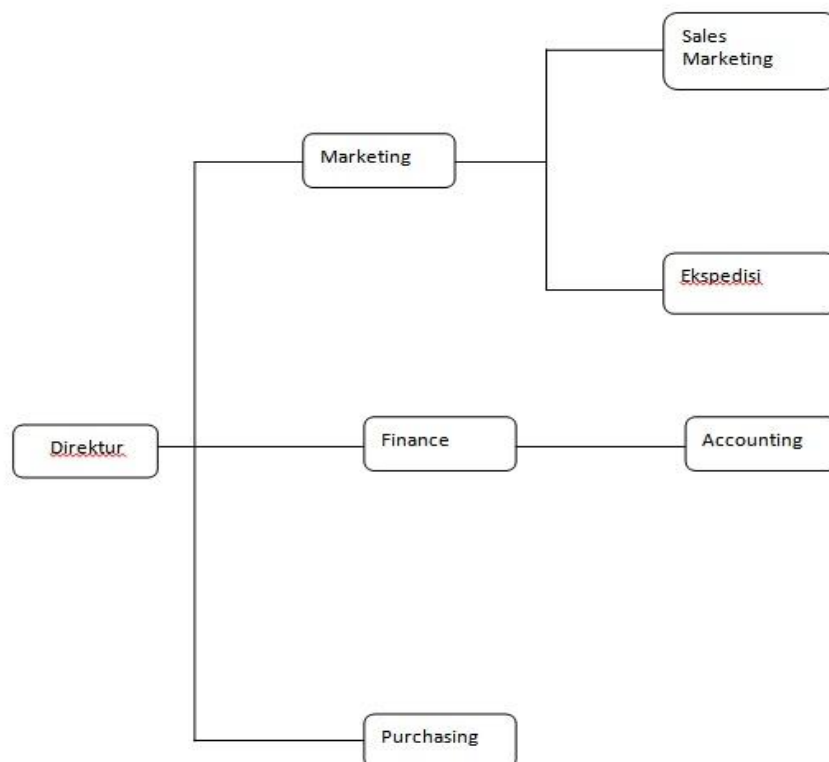 Sales
Marketing
Marketing
Ekspedisi
Direktur
Finance
Accounting
Purchasing